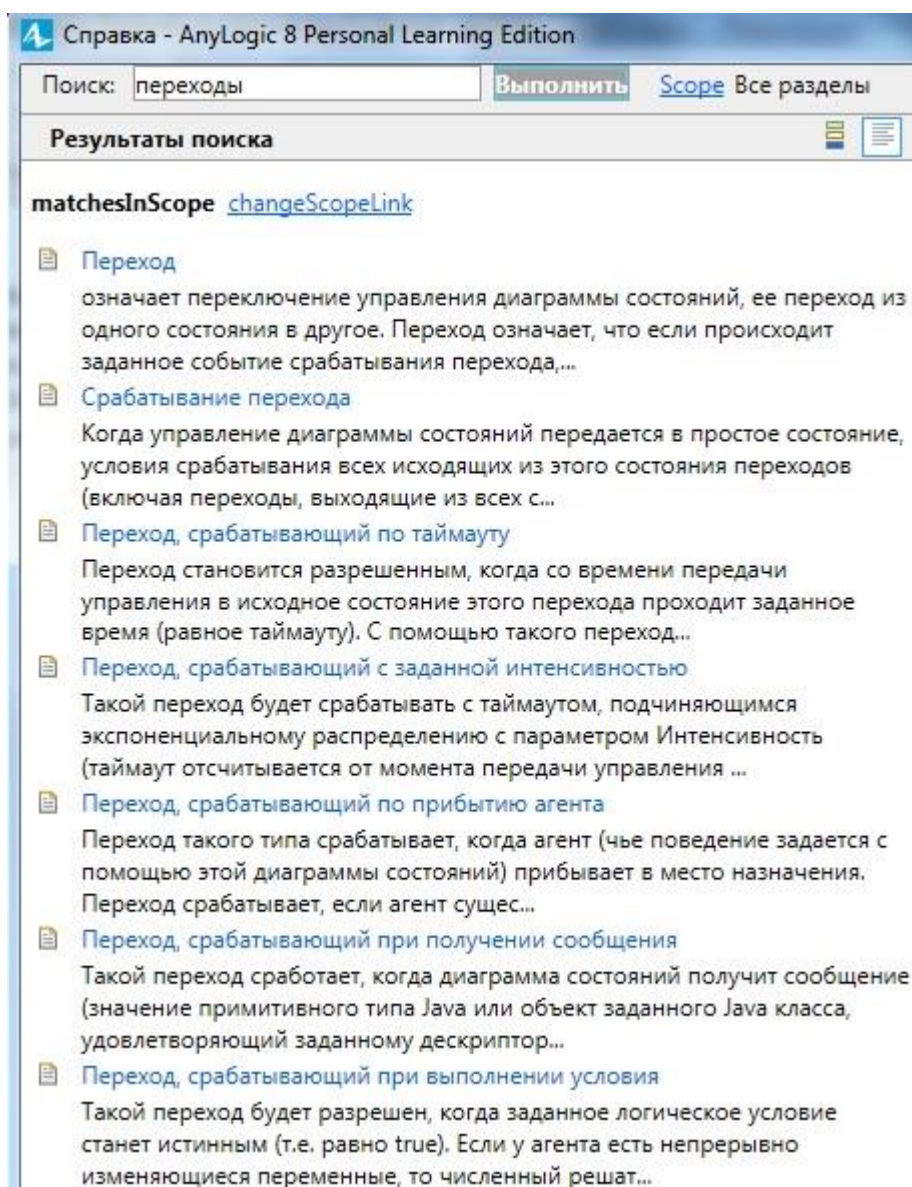 Справка - AnyLogic 8 Personal Learning Edition
Поиск: переходы Выполнить Scope Все разделы
Результаты поиска
matchesInScope changeScopeLink
Переход
означает переключение управления диаграммы состояний, ее переход из
одного состояния в другое. Переход означает, что если происходит
заданное событие срабатывания перехода,...
Срабатывание перехода
Когда управление диаграммы состояний передается в простое состояние,
условия срабатывания всех исходящих из этого состояния переходов
(включая переходы, выходящие из всех с...
Переход, срабатывающий по таймауту
Переход становится разрешенным, когда со времени передачи
управления в исходное состояние этого перехода проходит заданное
время (равное таймауту). С помощью такого переход...
Переход, срабатывающий с заданной интенсивностью
Такой переход будет срабатывать с таймаутом, подчиняющимся
экспоненциальному распределению с параметром Интенсивность
(таймаут отсчитывается от момента передачи управления ...
Переход, срабатывающий по прибытию агента
Переход такого типа срабатывает, когда агент (чье поведение задается с
помощью этой диаграммы состояний) прибывает в место назначения.
Переход срабатывает, если агент сущес...
Переход, срабатывающий при получении сообщения
Такой переход сработает, когда диаграмма состояний получит сообщение
(значение примитивного типа Java или объект заданного Java класса,
удовлетворяющий заданному дескриптор...
Переход, срабатывающий при выполнении условия
Такой переход будет разрешен, когда заданное логическое условие
станет истинным (т.е. равно true). Если у агента есть непрерывно
изменяющиеся переменные, то численный решат...